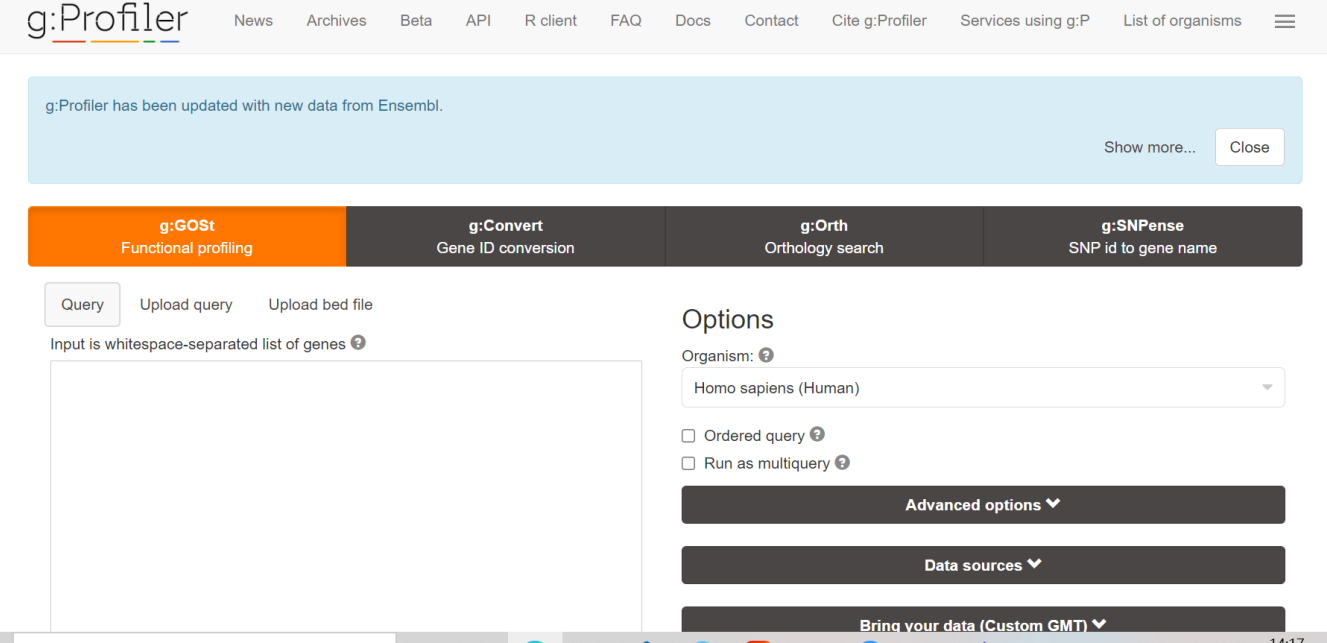 g:Profiler News Archives Beta API R client FAQ Docs Contact Cite g:Profiler Services using g:P List of organisms
g:Profiler has been updated with new data from Ensembl.
Show more... Close
g:GOSt
Functional profiling
g:Convert
Gene ID conversion
g:Orth
Orthology search
g:SNPense
SNP id to gene name
Query Upload query Upload bed file
Input is whitespace-separated list of genes ?
Options
Organism: ?
Homo sapiens (Human)
Ordered query ?
Run as multiquery ?
Advanced options
Data sources
Bring your data (Custom GMT)
14:17